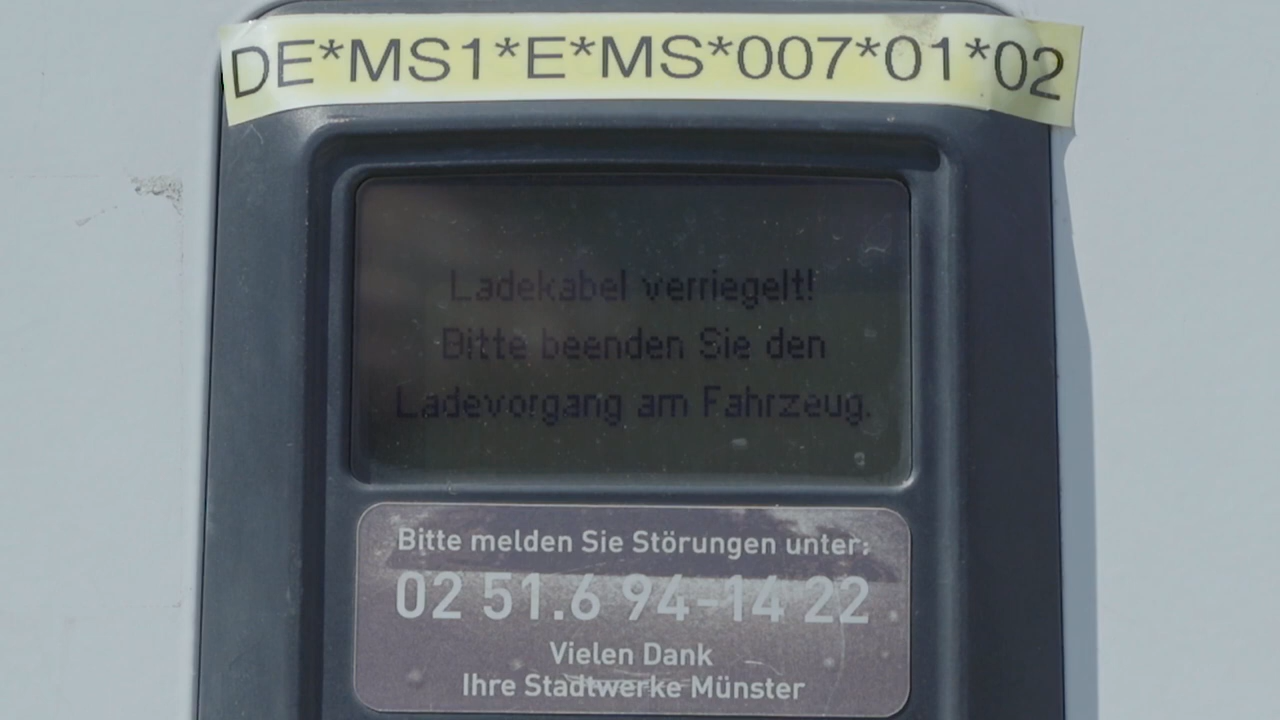 DE*MS1*E*MS*007*01*02
Ladekabel verriegelt!
Bitte beenden Sie den
Ladevorgang am Fahrzeug.
Bitte melden Sie Störungen unter:
02 51.6 94-14 22
Vielen Dank
Ihre Stadtwerke Münster